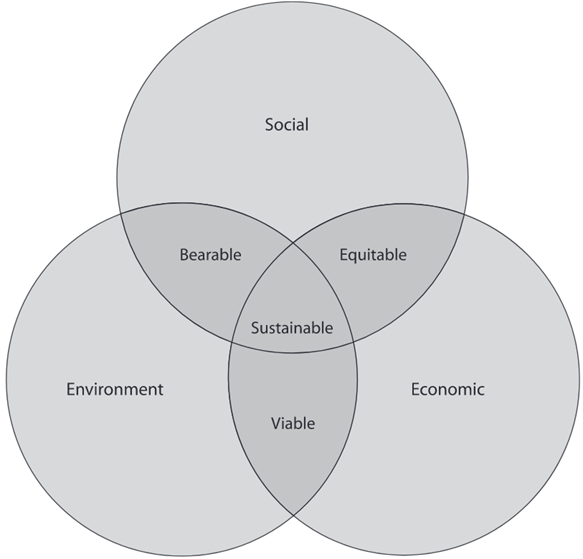 Social
Bearable
Equitable
Sustainable
Environment
Economic
Viable